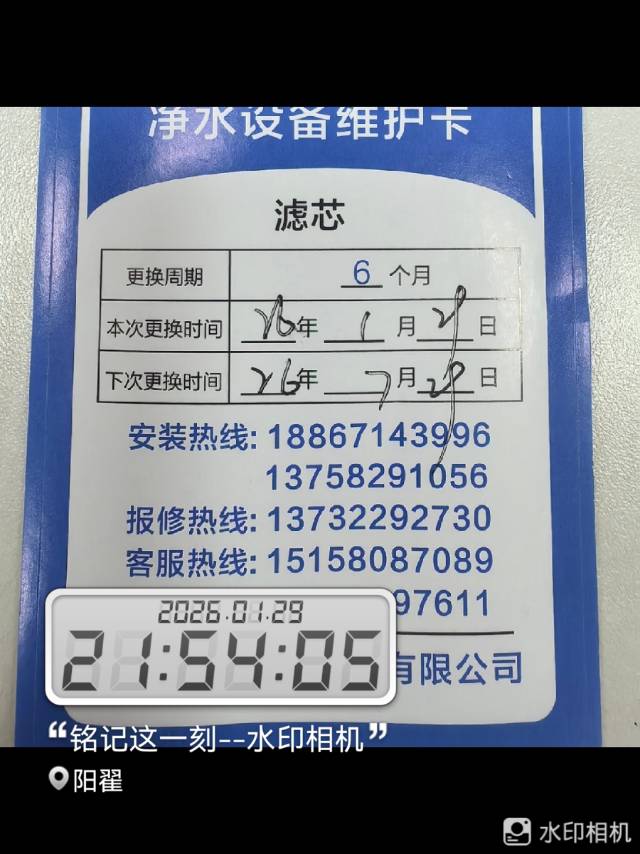 净水设备维护卡
滤芯
更换周期 6 个月
本次更换时间 26年 1 月 29 日
下次更换时间 26年 7 月 29 日
安装热线: 18867143996
13758291056
报修热线: 13732292730
客服热线: 15158087089
97611
有限公司
2026.01.29
21:54:05
“铭记这一刻--水印相机”
阳翟
水印相机